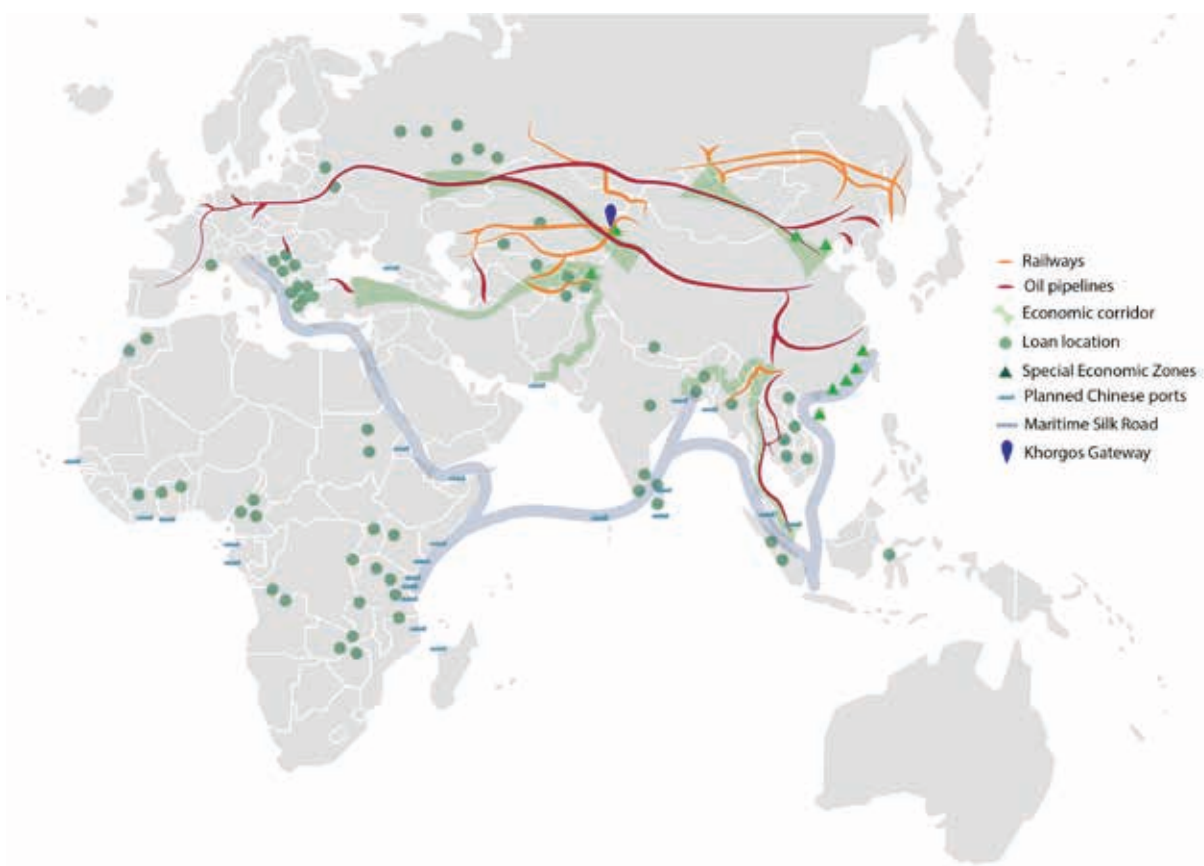 Railways
Oil pipelines
Economic corridor
Loan location
Special Economic Zones
Planned Chinese ports
Maritime Silk Road
Khorgos Gateway